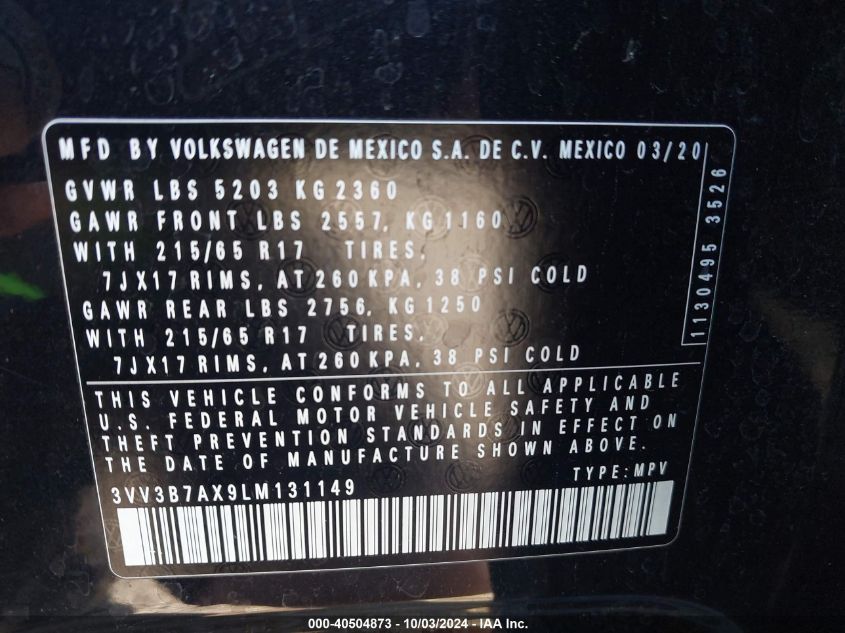 MFD BY VOLKSWAGEN DE MEXICO S.A. DE C.V. MEXICO 03/20
GVWR LBS 5203 KG 2360
GAWR FRONT LBS 2557, KG 1160
WITH 215/65 R17 TIRES,
7JX17 RIMS, AT 260 KPA, 38 PSI COLD
GAWR REAR LBS 2756, KG 1250
WITH 215/65 R17 TIRES,
7JX17 RIMS, AT 260 KPA, 38 PSI COLD
1130495 3526
THIS VEHICLE CONFORMS TO ALL APPLICABLE
U.S. FEDERAL MOTOR VEHICLE SAFETY AND
THEFT PREVENTION STANDARDS IN EFFECT ON
THE DATE OF MANUFACTURE SHOWN ABOVE.
TYPE: MPV
3VV3B7AX9LM131149
000-40504873 - 10/03/2024 - IAA Inc.